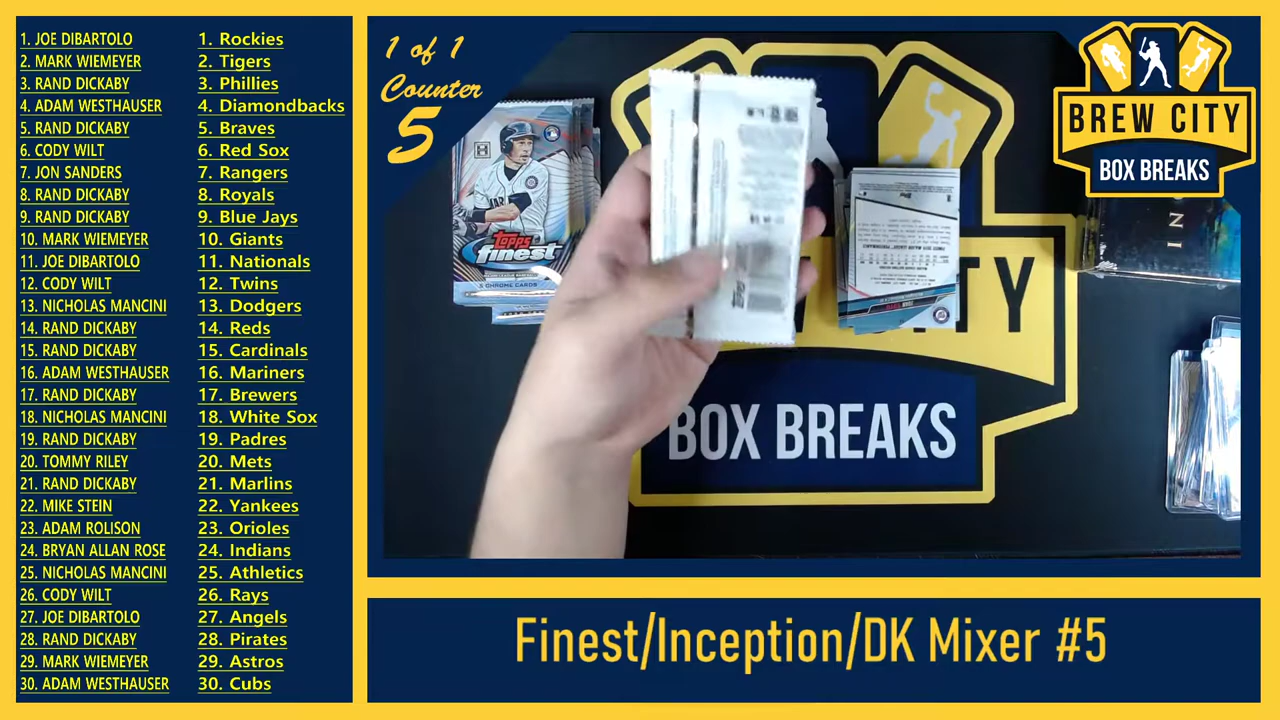 1. JOE DIBARTOLO 1. Rockies
2. MARK WIEMEYER 2. Tigers
3. RAND DICKABY 3. Phillies
4. ADAM WESTHAUSER 4. Diamondbacks
5. RAND DICKABY 5. Braves
6. CODY WILT 6. Red Sox
7. JON SANDERS 7. Rangers
8. RAND DICKABY 8. Royals
9. RAND DICKABY 9. Blue Jays
10. MARK WIEMEYER 10. Giants
11. JOE DIBARTOLO 11. Nationals
12. CODY WILT 12. Twins
13. NICHOLAS MANCINI 13. Dodgers
14. RAND DICKABY 14. Reds
15. RAND DICKABY 15. Cardinals
16. ADAM WESTHAUSER 16. Mariners
17. RAND DICKABY 17. Brewers
18. NICHOLAS MANCINI 18. White Sox
19. RAND DICKABY 19. Padres
20. TOMMY RILEY 20. Mets
21. RAND DICKABY 21. Marlins
22. MIKE STEIN 22. Yankees
23. ADAM ROLISON 23. Orioles
24. BRYAN ALLAN ROSE 24. Indians
25. NICHOLAS MANCINI 25. Athletics
26. CODY WILT 26. Rays
27. JOE DIBARTOLO 27. Angels
28. RAND DICKABY 28. Pirates
29. MARK WIEMEYER 29. Astros
30. ADAM WESTHAUSER 30. Cubs
1 of 1
Counter
5
TOPPS
finest
5 CHROME CARDS
BREW CITY
BOX BREAKS
IN
CITY
BOX BREAKS
Finest/Inception/DK Mixer #5